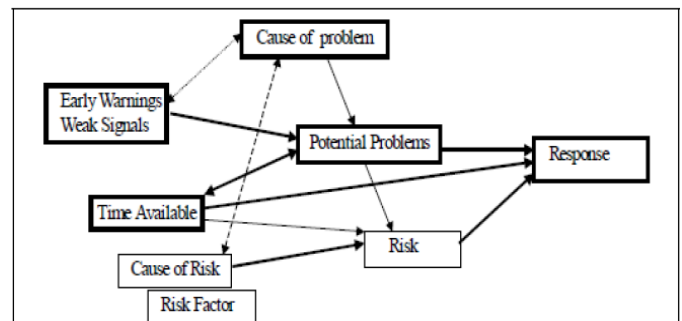 Cause of problem
Early Warnings
Weak Signals
Potential Problems
Response
Time Available
Risk
Cause of Risk
Risk Factor